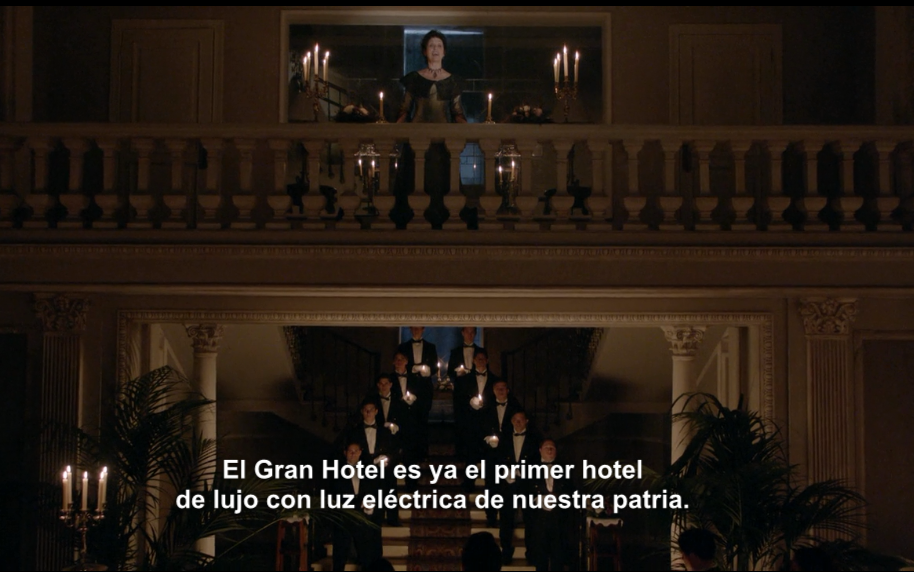 El Gran Hotel es ya el primer hotel
de lujo con luz eléctrica de nuestra patria.